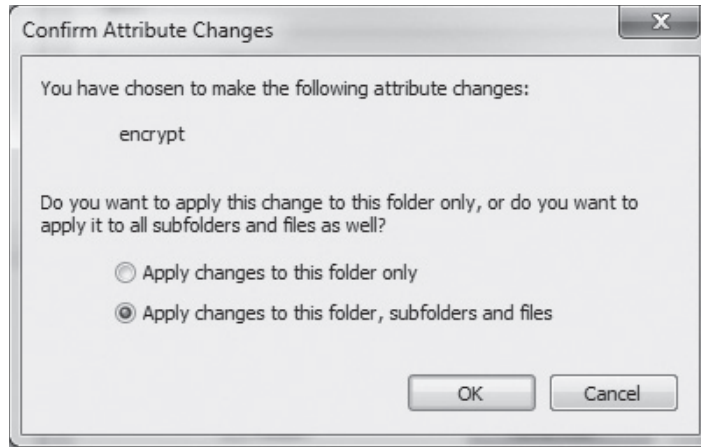 Confirm Attribute Changes
You have chosen to make the following attribute changes:
encrypt
Do you want to apply this change to this folder only, or do you want to
apply it to all subfolders and files as well?
Apply changes to this folder only
Apply changes to this folder, subfolders and files
OK Cancel